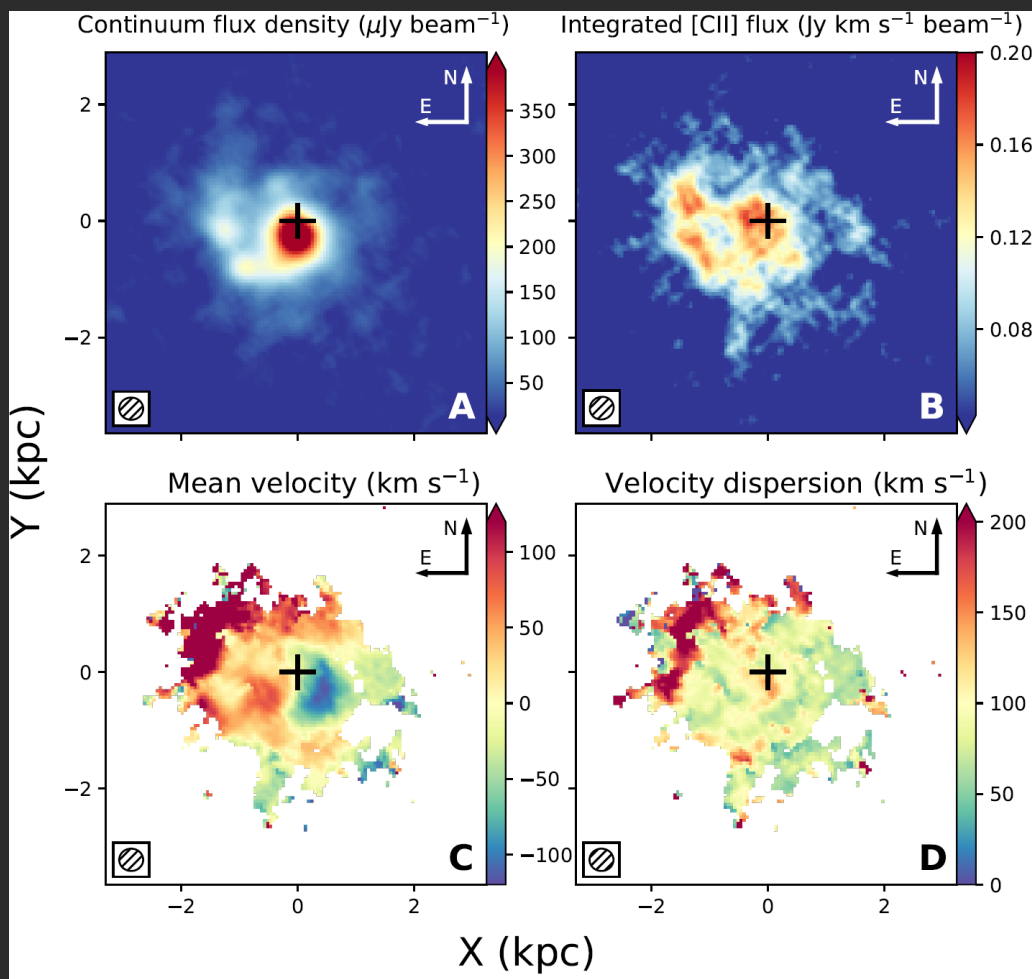 Continuum flux density (μJy beam⁻¹)
Integrated [CII] flux (Jy km s⁻¹ beam⁻¹)
N
E
2
0
−2
350
300
250
200
150
100
50
A
N
E
0.20
0.16
0.12
0.08
B
Y (kpc)
Mean velocity (km s⁻¹)
Velocity dispersion (km s⁻¹)
N
E
2
0
−2
100
50
0
−50
−100
C
−2 0 2
N
E
200
150
100
50
0
D
−2 0 2
X (kpc)